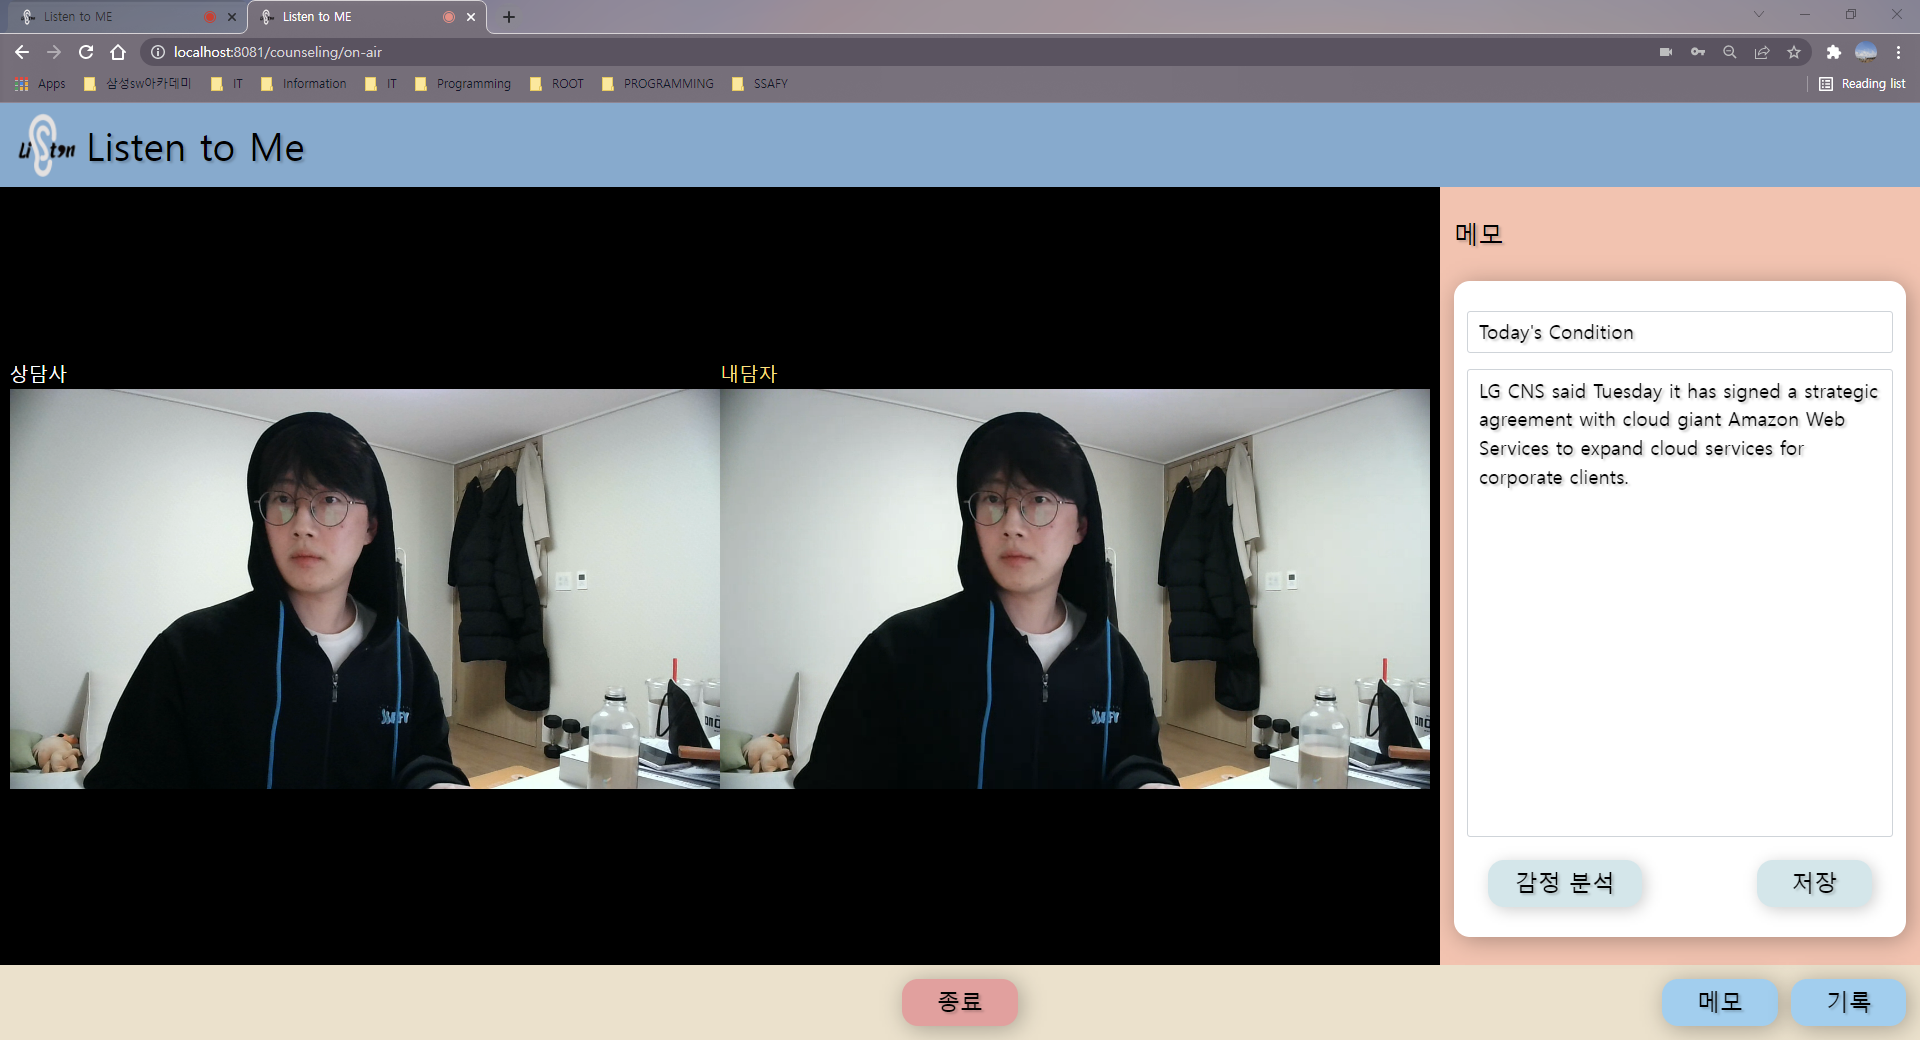 Listen to ME
Listen to ME
localhost:8081/counseling/on-air
Apps
삼성sw아카데미
IT
Information
IT
Programming
ROOT
PROGRAMMING
SSAFY
Reading list
Listen
Listen to Me
상담사
내담자
SSAFY
SSAFY
메모
Today's Condition
LG CNS said Tuesday it has signed a strategic
agreement with cloud giant Amazon Web
Services to expand cloud services for
corporate clients.
감정 분석
저장
종료
메모
기록